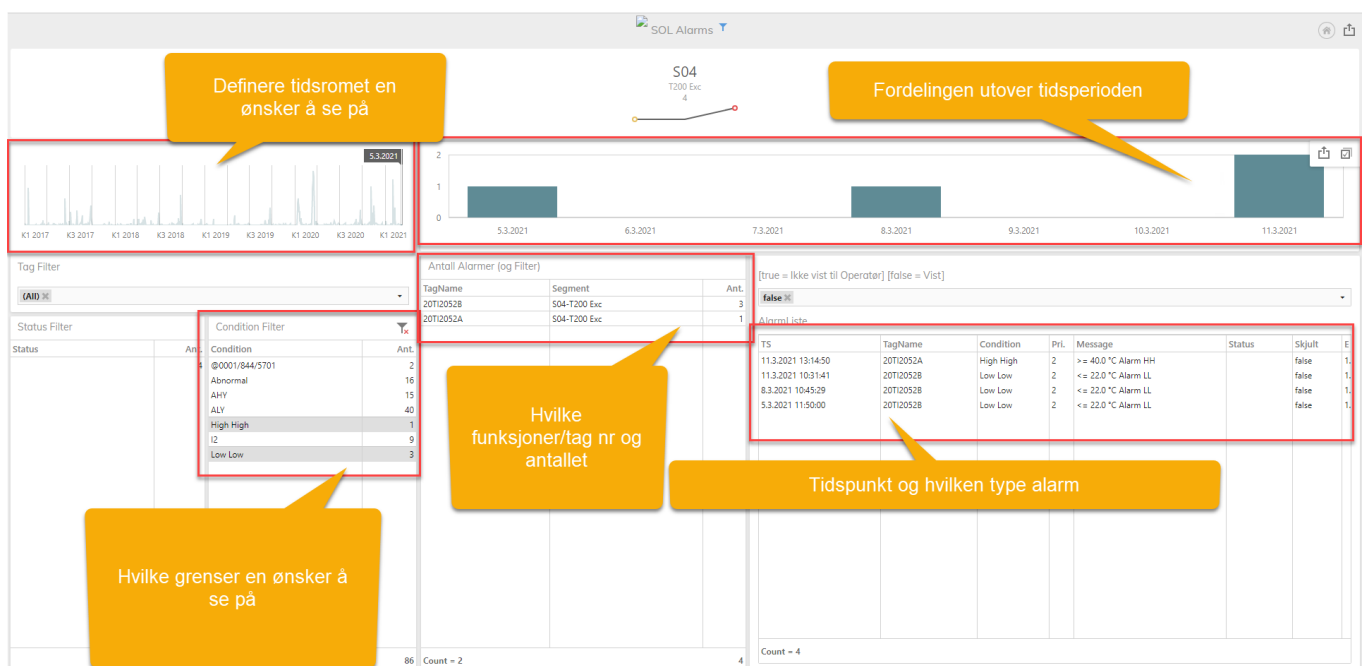 SOL Alarms
Definere tidsromet en
ønsker å se på
S04
T200 Exc
4
Fordelingen utover tidsperioden
5.3.2021
K1 2017 K3 2017 K1 2018 K3 2018 K1 2019 K3 2019 K1 2020 K3 2020 K1 2021
2
1
0
5.3.2021 6.3.2021 7.3.2021 8.3.2021 9.3.2021 10.3.2021 11.3.2021
Tag Filter
(All)
Status Filter
Status Ant.
4
Condition Filter
Condition Ant.
@0001/844/5701 2
Abnormal 16
AHY 15
ALY 40
High High 1
I2 9
Low Low 3
86
Hvilke grenser en ønsker å
se på
Antall Alarmer (og Filter)
TagName Segment Ant.
20TI2052B S04-T200 Exc 3
20TI2052A S04-T200 Exc 1
Hvilke
funksjoner/tag nr og
antallet
Count = 2 4
[true = Ikke vist til Operatør] [false = Vist]
false
AlarmListe
TS TagName Condition Pri. Message Status Skjult E
11.3.2021 13:14:50 20TI2052A High High 2 >= 40.0 °C Alarm HH false 1.
11.3.2021 10:31:41 20TI2052B Low Low 2 <= 22.0 °C Alarm LL false 1.
8.3.2021 10:45:29 20TI2052B Low Low 2 <= 22.0 °C Alarm LL false 1.
5.3.2021 11:50:00 20TI2052B Low Low 2 <= 22.0 °C Alarm LL false 1.
Tidspunkt og hvilken type alarm
Count = 4